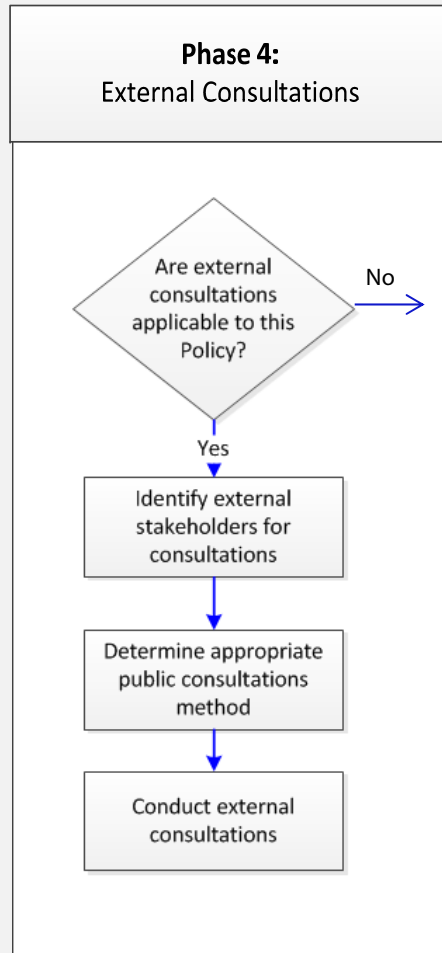 Phase 4:
External Consultations
Are external
consultations
applicable to this
Policy?
No
Yes
Identify external
stakeholders for
consultations
Determine appropriate
public consultations
method
Conduct external
consultations